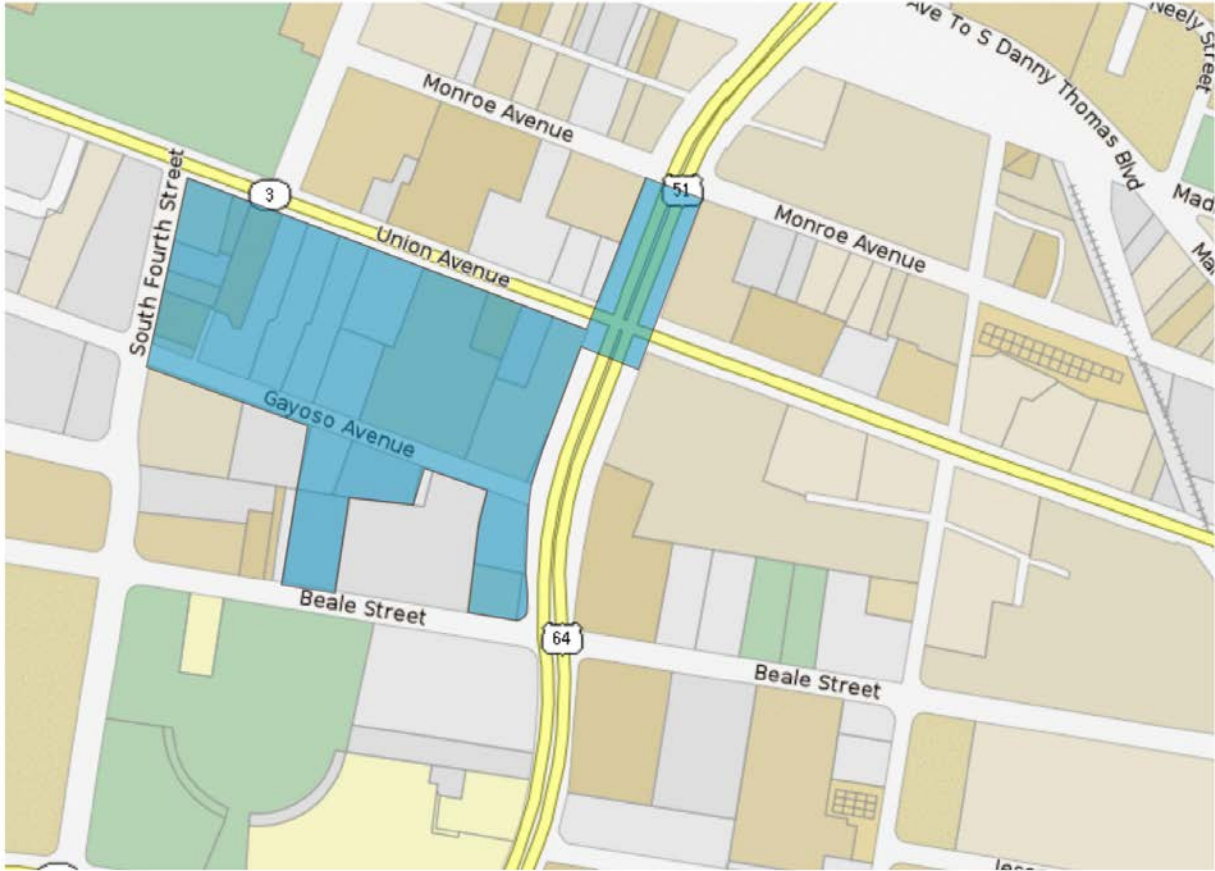 Neely Street
Ave To S Danny Thomas Blvd
Monroe Avenue
South Fourth Street
3
51
Union Avenue
Monroe Avenue
Gayoso Avenue
Beale Street
64
Beale Street